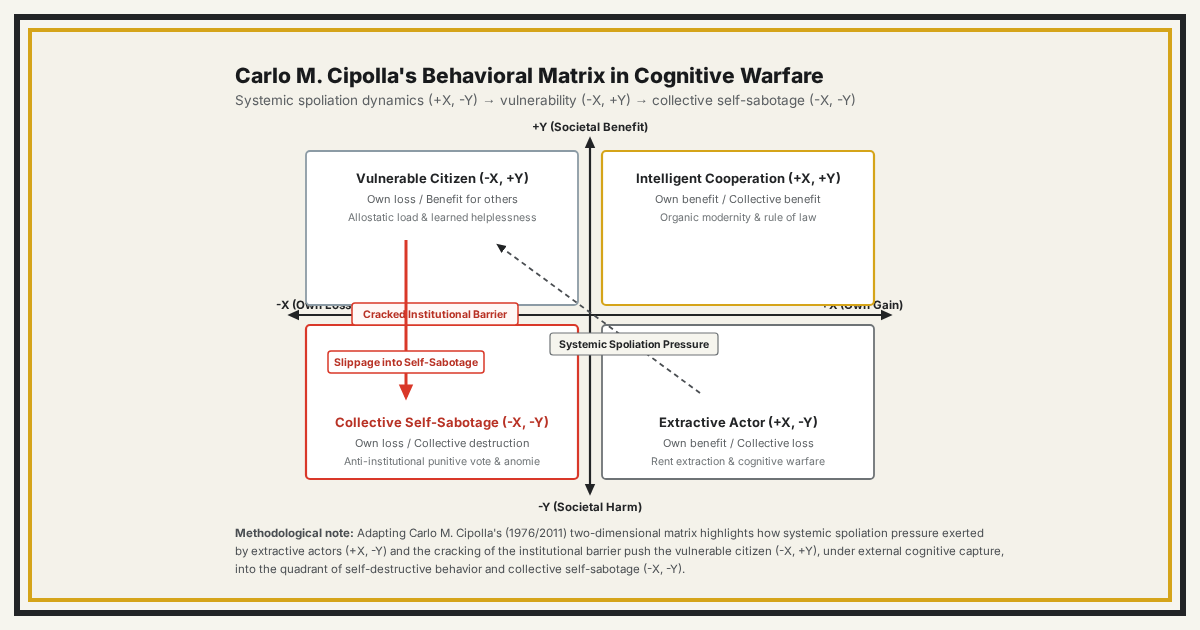 Carlo M. Cipolla's Behavioral Matrix in Cognitive Warfare
Systemic spoliation dynamics (+X, -Y) → vulnerability (-X, +Y) → collective self-sabotage (-X, -Y)
+Y (Societal Benefit)
Vulnerable Citizen (-X, +Y)
Own loss / Benefit for others
Allostatic load & learned helplessness
Intelligent Cooperation (+X, +Y)
Own benefit / Collective benefit
Organic modernity & rule of law
-X (Own Loss
+X (Own Gain)
Cracked Institutional Barrier
Systemic Spoliation Pressure
Slippage into Self-Sabotage
Collective Self-Sabotage (-X, -Y)
Own loss / Collective destruction
Anti-institutional punitive vote & anomie
Extractive Actor (+X, -Y)
Own benefit / Collective loss
Rent extraction & cognitive warfare
-Y (Societal Harm)
Methodological note: Adapting Carlo M. Cipolla's (1976/2011) two-dimensional matrix highlights how systemic spoliation pressure exerted
by extractive actors (+X, -Y) and the cracking of the institutional barrier push the vulnerable citizen (-X, +Y), under external cognitive capture,
into the quadrant of self-destructive behavior and collective self-sabotage (-X, -Y).